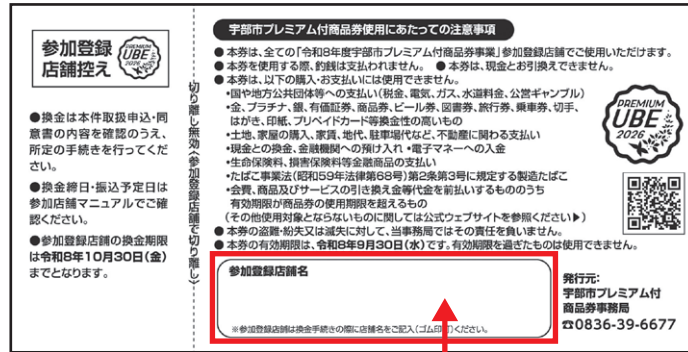 参加登録
店舗控え
PREMIUM
UBE
2026
●換金は本件取扱申込・同
意書の内容を確認のうえ、
所定の手続きを行ってくだ
さい。
●換金締日・振込予定日は
参加店舗マニュアルでご確
認ください。
●参加登録店舗の換金期限
は令和8年10月30日(金)
までとなります。
切り離し無効〈参加登録店舗で切り離し〉
宇部市プレミアム付商品券使用にあたっての注意事項
●本券は、全ての「令和8年度宇部市プレミアム付商品券事業」参加登録店舗でご使用いただけます。
●本券を使用する際、釣銭は支払われません。 ●本券は、現金とお引換えできません。
●本券は、以下の購入・お支払いには使用できません。
・国や地方公共団体等への支払い(税金、電気、ガス、水道料金、公営ギャンブル)
・金、プラチナ、銀、有価証券、商品券、ビール券、図書券、旅行券、乗車券、切手、
はがき、印紙、プリペイドカード等換金性の高いもの
・土地、家屋の購入、家賃、地代、駐車場代など、不動産に関わる支払い
・現金との換金、金融機関への預け入れ ・電子マネーへの入金
・生命保険料、損害保険料等金融商品の支払い
・たばこ事業法(昭和59年法律第68号)第2条第3号に規定する製造たばこ
・会費、商品及びサービスの引き換え金等代金を前払いするもののうち
有効期限が商品券の使用期限を超えるもの
(その他使用対象とならないものに関しては公式ウェブサイトを参照ください▶)
●本券の盗難・紛失又は滅失に対して、当事務局ではその責任を負いません。
●本券の有効期限は、令和8年9月30日(水)です。有効期限を過ぎたものは使用できません。
PREMIUM
UBE
2026
参加登録店舗名
※参加登録店舗は換金手続きの際に店舗名をご記入(ゴム印可)ください。
発行元:
宇部市プレミアム付
商品券事務局
☎0836-39-6677